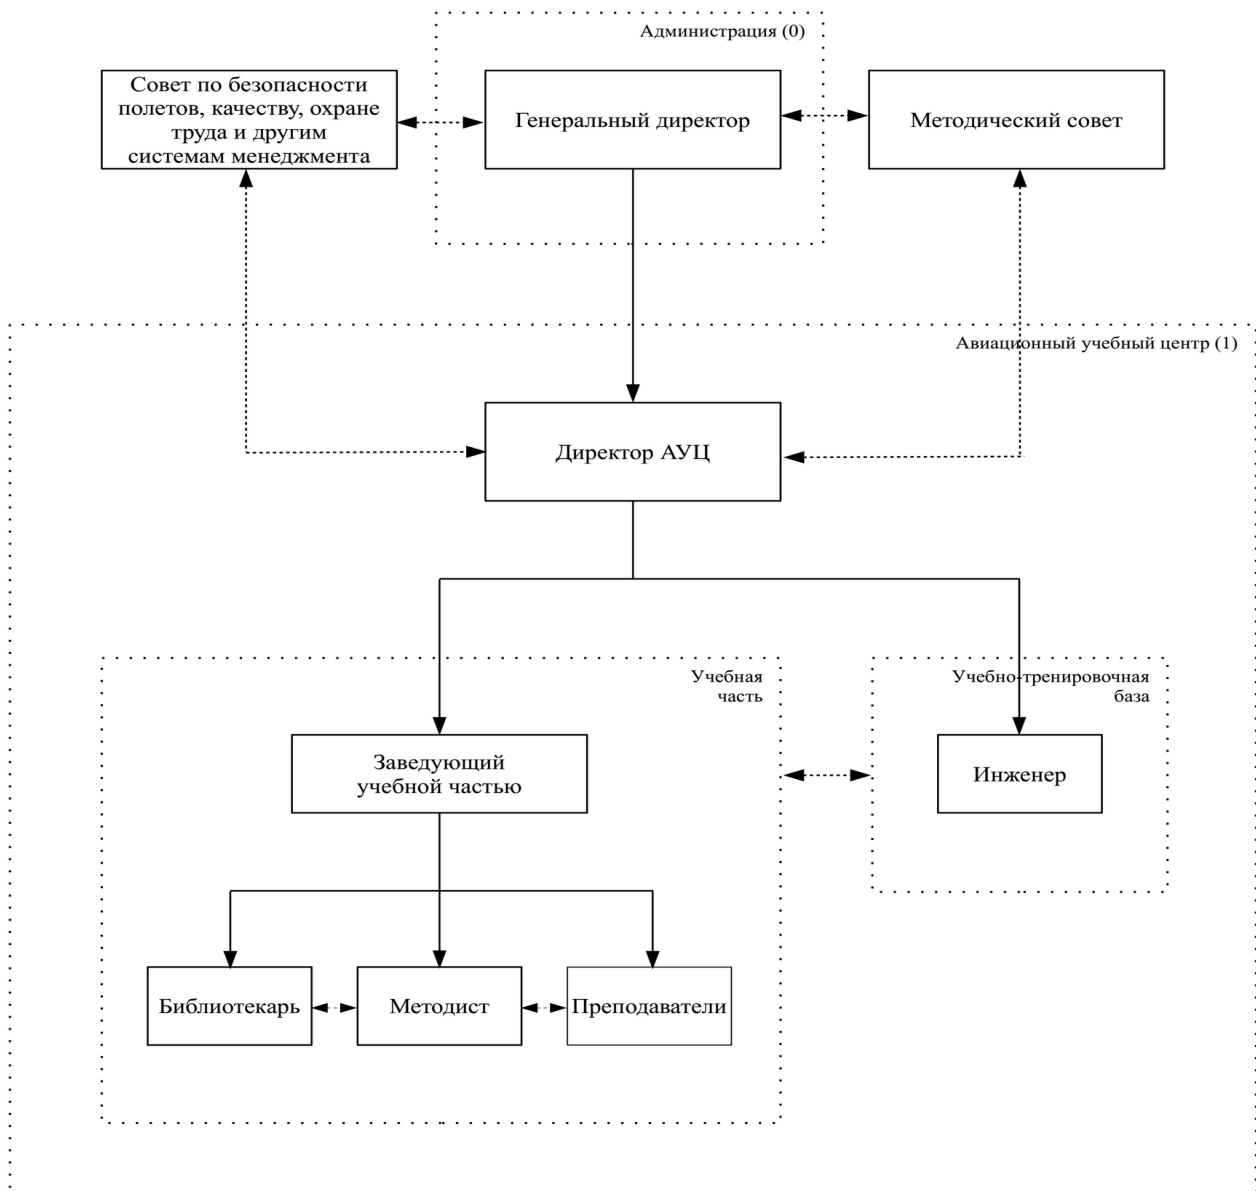 Администрация (0)
Совет по безопасности
полетов, качеству, охране
труда и другим
системам менеджмента
Генеральный директор
Методический совет
Авиационный учебный центр (1)
Директор АУЦ
Учебная
часть
Учебно-тренировочная
база
Заведующий
учебной частью
Инженер
Библиотекарь
Методист
Преподаватели